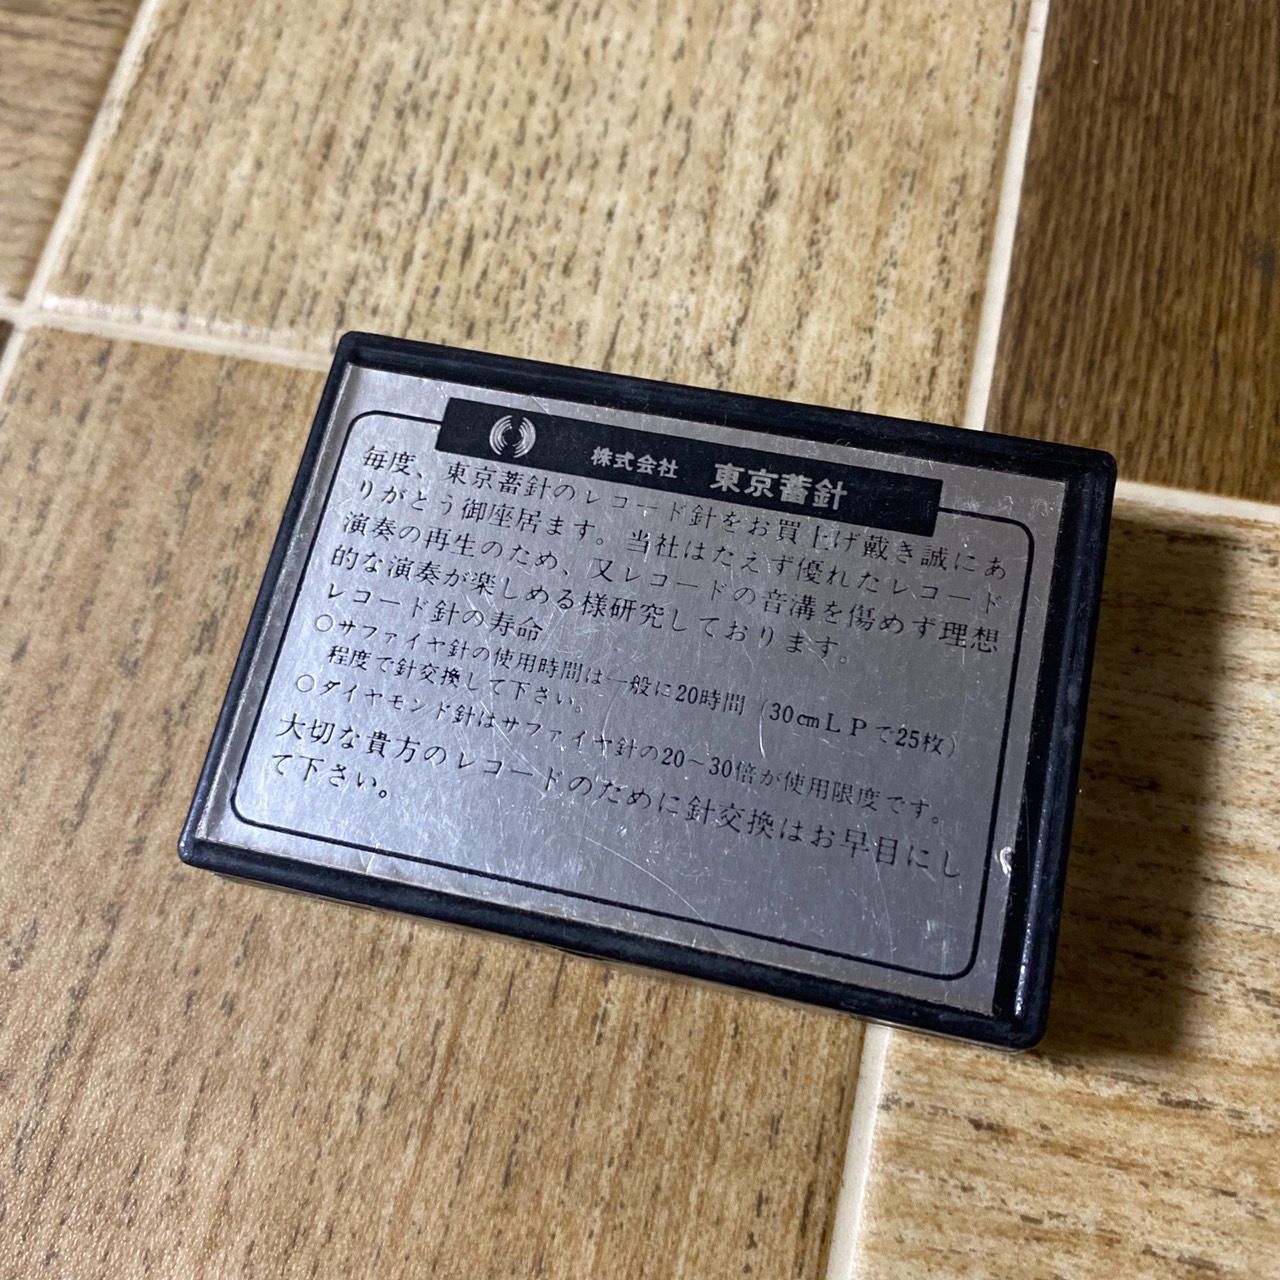 株式会社 東京蓄針
毎度、東京蓄針のレコード針をお買上げ戴き誠にあ
りがとう御座居ます。当社はたえず優れたレコード
演奏の再生のため、又レコードの音溝を傷めず理想
的な演奏が楽しめる様研究しております。
レコード針の寿命
○サファイヤ針の使用時間は一般に20時間(30cmLPで25枚)
程度で針交換して下さい。
○ダイヤモンド針はサファイヤ針の20～30倍が使用限度です。
大切な貴方のレコードのために針交換はお早目にし
て下さい。